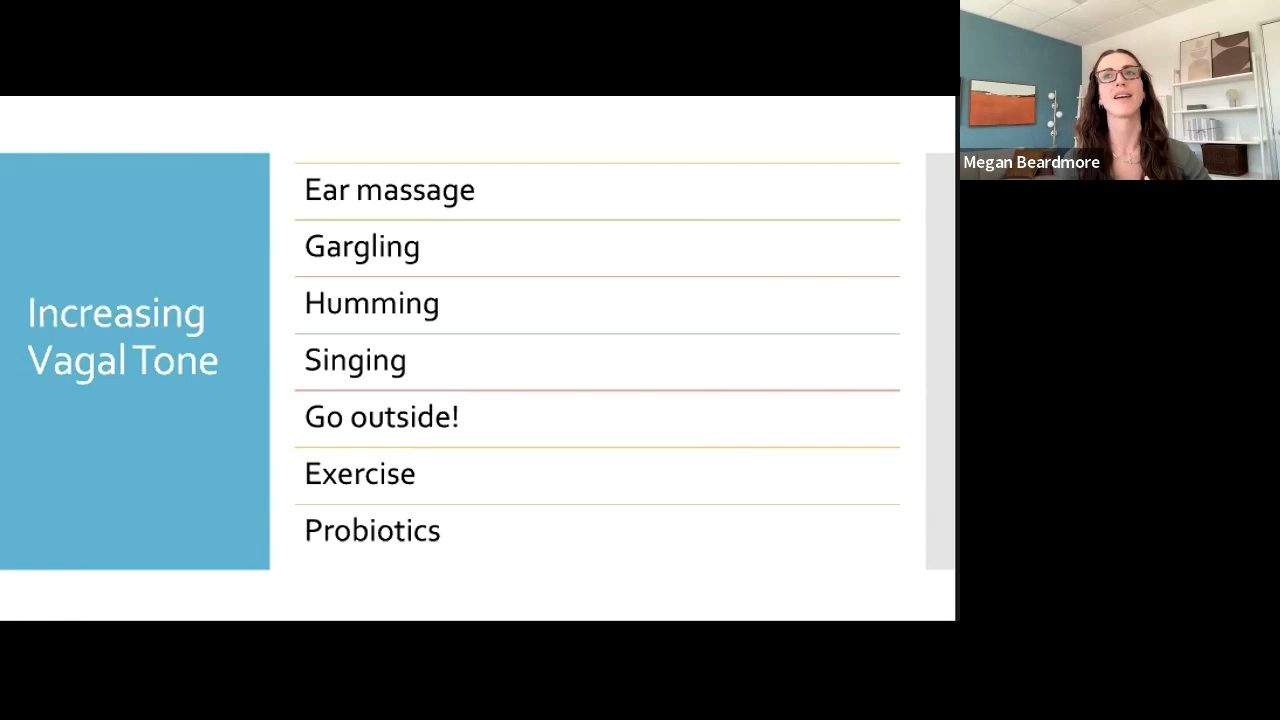 Increasing
Vagal Tone
Ear massage
Gargling
Humming
Singing
Go outside!
Exercise
Probiotics
Megan Beardmore